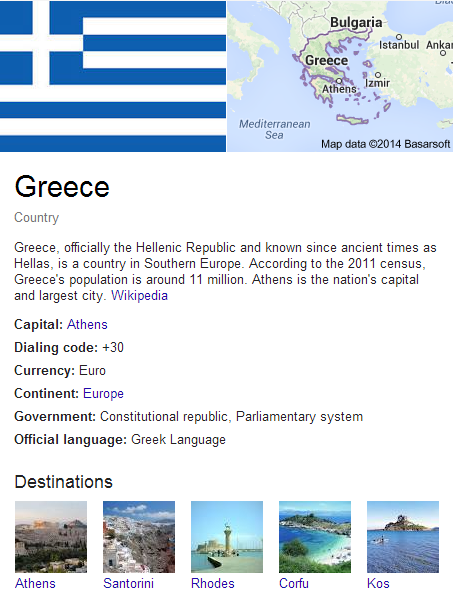 Bulgaria
Istanbul Ankar
Greece
Athens Izmir
Mediterranean
Sea
Map data ©2014 Basarsoft
Greece
Country
Greece, officially the Hellenic Republic and known since ancient times as
Hellas, is a country in Southern Europe. According to the 2011 census,
Greece's population is around 11 million. Athens is the nation's capital
and largest city. Wikipedia
Capital: Athens
Dialing code: +30
Currency: Euro
Continent: Europe
Government: Constitutional republic, Parliamentary system
Official language: Greek Language
Destinations
Athens Santorini Rhodes Corfu Kos